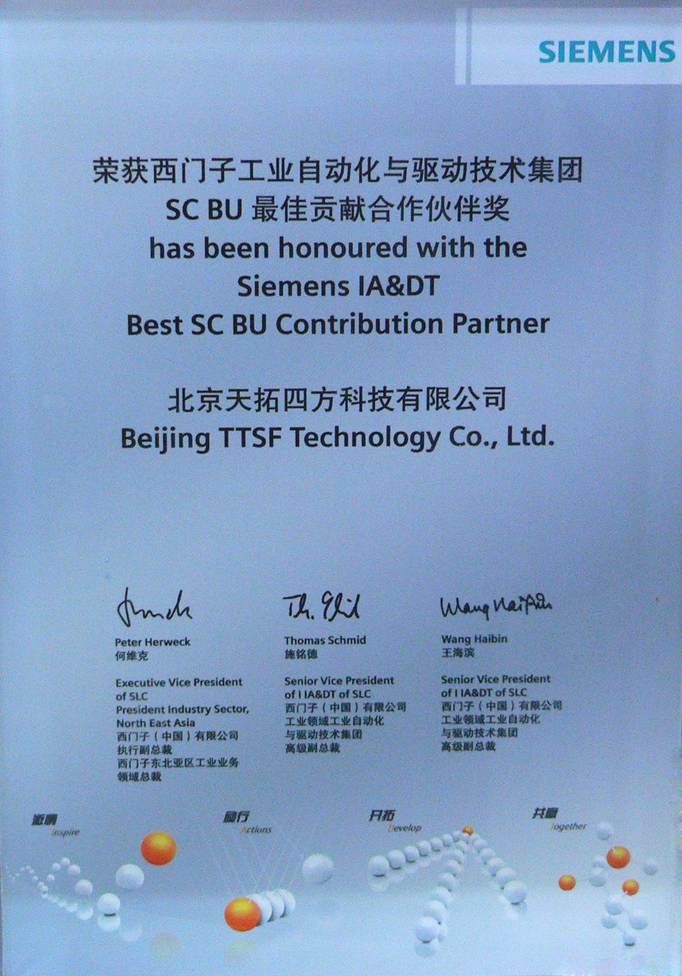 SIEMENS
荣获西门子工业自动化与驱动技术集团
SC BU 最佳贡献合作伙伴奖
has been honoured with the
Siemens IA&DT
Best SC BU Contribution Partner
北京天拓四方科技有限公司
Beijing TTSF Technology Co., Ltd.
Peter Herweck
何维克
Executive Vice President
of SLC
President Industry Sector,
North East Asia
西门子（中国）有限公司
执行副总裁
西门子东北亚区工业业务
领域总裁
Thomas Schmid
施铭德
Senior Vice President
of I IA&DT of SLC
西门子（中国）有限公司
工业领域工业自动化
与驱动技术集团
高级副总裁
Wang Haibin
王海滨
Senior Vice President
of I IA&DT of SLC
西门子（中国）有限公司
工业领域工业自动化
与驱动技术集团
高级副总裁
Inspire
励行
Actions
开拓
Develop
共赢
Together